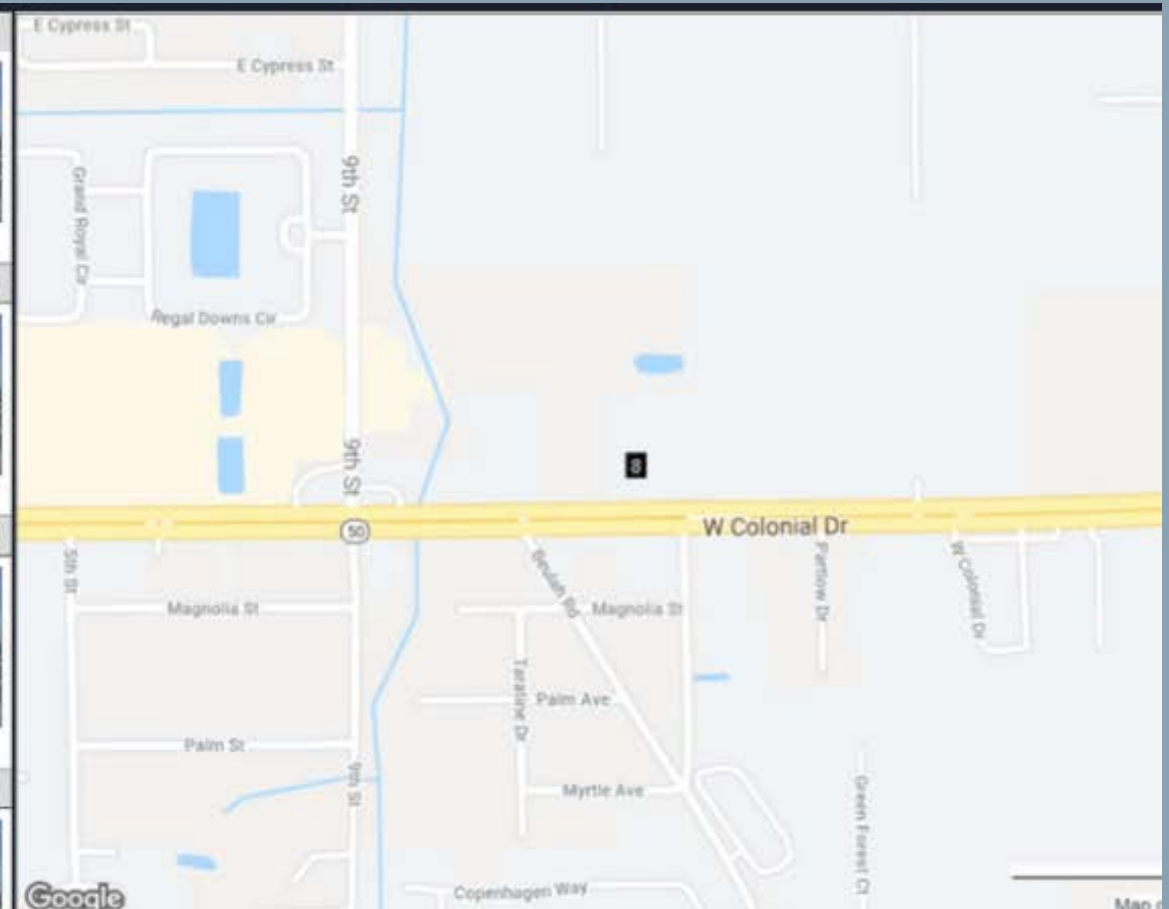 E Cypress St
E Cypress St
9th St
Grand Royal Cir
Regal Downs Cir
9th St
8
50
W Colonial Dr
5th St
Beulah Rd
Partlow Dr
W Colonial Dr
Magnolia St
Magnolia St
Taratine Dr
Palm Ave
Palm St
9th St
Myrtle Ave
Green Forest Ct
Copenhagen Way
Google